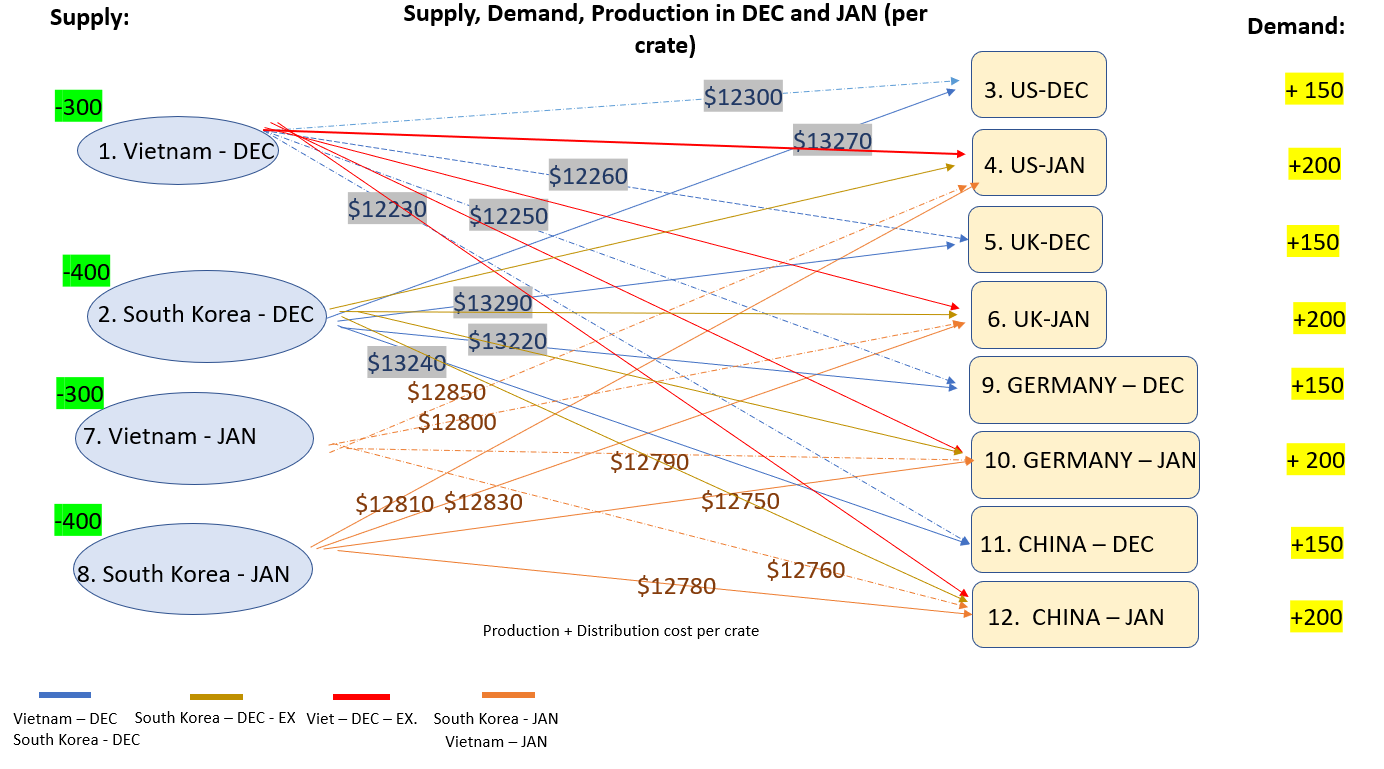 Supply:
Supply, Demand, Production in DEC and JAN (per
crate)
Demand:
-300
1. Vietnam - DEC
-400
2. South Korea - DEC
-300
7. Vietnam - JAN
-400
8. South Korea - JAN
$12300
$13270
$12260
$12230
$12250
$13290
$13220
$13240
$12850
$12800
$12790
$12810
$12830
$12750
$12760
$12780
3. US-DEC
+ 150
4. US-JAN
+200
5. UK-DEC
+150
6. UK-JAN
+200
9. GERMANY – DEC
+150
10. GERMANY – JAN
+ 200
11. CHINA – DEC
+150
12. CHINA – JAN
+200
Production + Distribution cost per crate
Vietnam – DEC
South Korea - DEC
South Korea – DEC - EX
Viet – DEC – EX.
South Korea - JAN
Vietnam – JAN